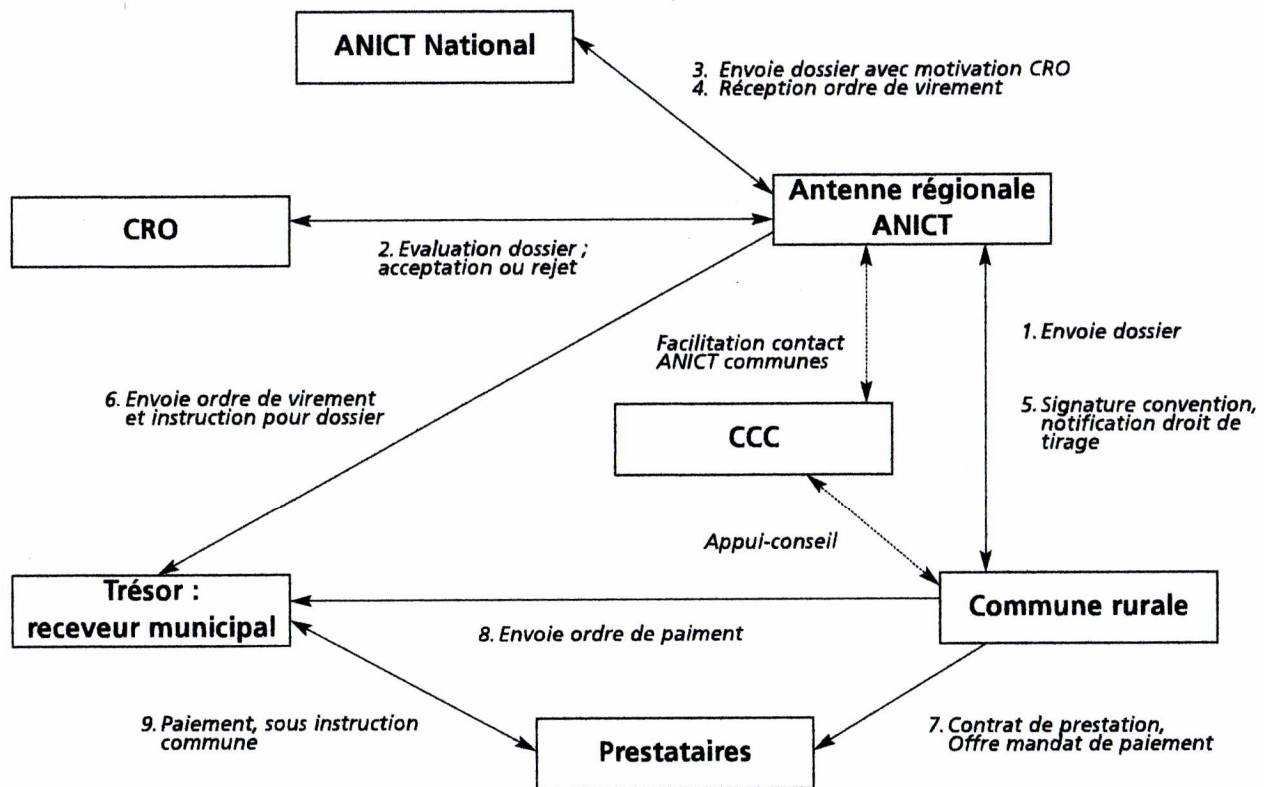 ANICT National
3. Envoie dossier avec motivation CRO
4. Réception ordre de virement
Antenne régionale
ANICT
CRO
2. Evaluation dossier ;
acceptation ou rejet
Facilitation contact
ANICT communes
1. Envoie dossier
6. Envoie ordre de virement
et instruction pour dossier
5. Signature convention,
notification droit de
tirage
CCC
Appui-conseil
Trésor :
receveur municipal
Commune rurale
8. Envoie ordre de paiment
9. Paiement, sous instruction
commune
Prestataires
7. Contrat de prestation,
Offre mandat de paiement